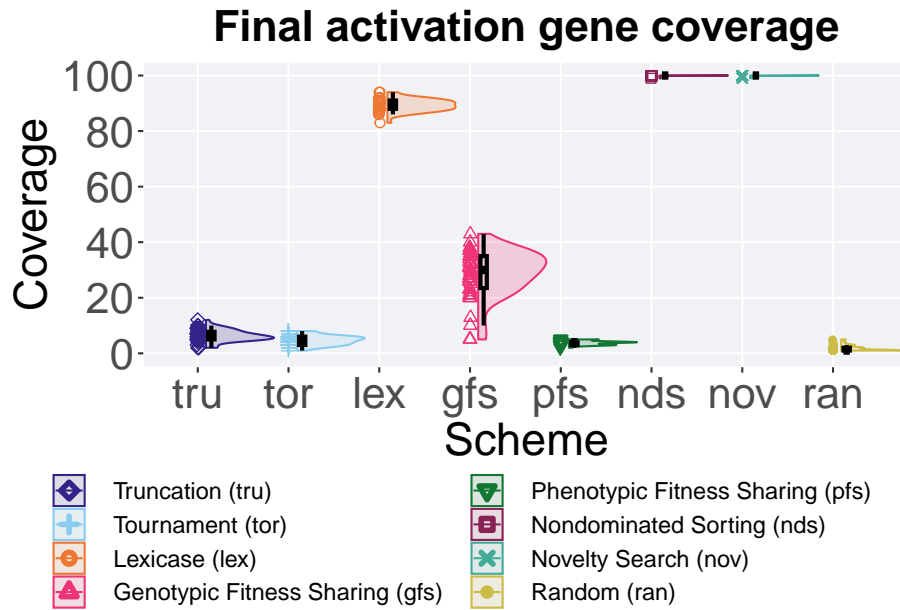 Final activation gene coverage
Coverage
100
80
60
40
20
0
tru tor lex gfs pfs nds nov ran
Scheme
Truncation (tru)
Tournament (tor)
Lexicase (lex)
Genotypic Fitness Sharing (gfs)
Phenotypic Fitness Sharing (pfs)
Nondominated Sorting (nds)
Novelty Search (nov)
Random (ran)